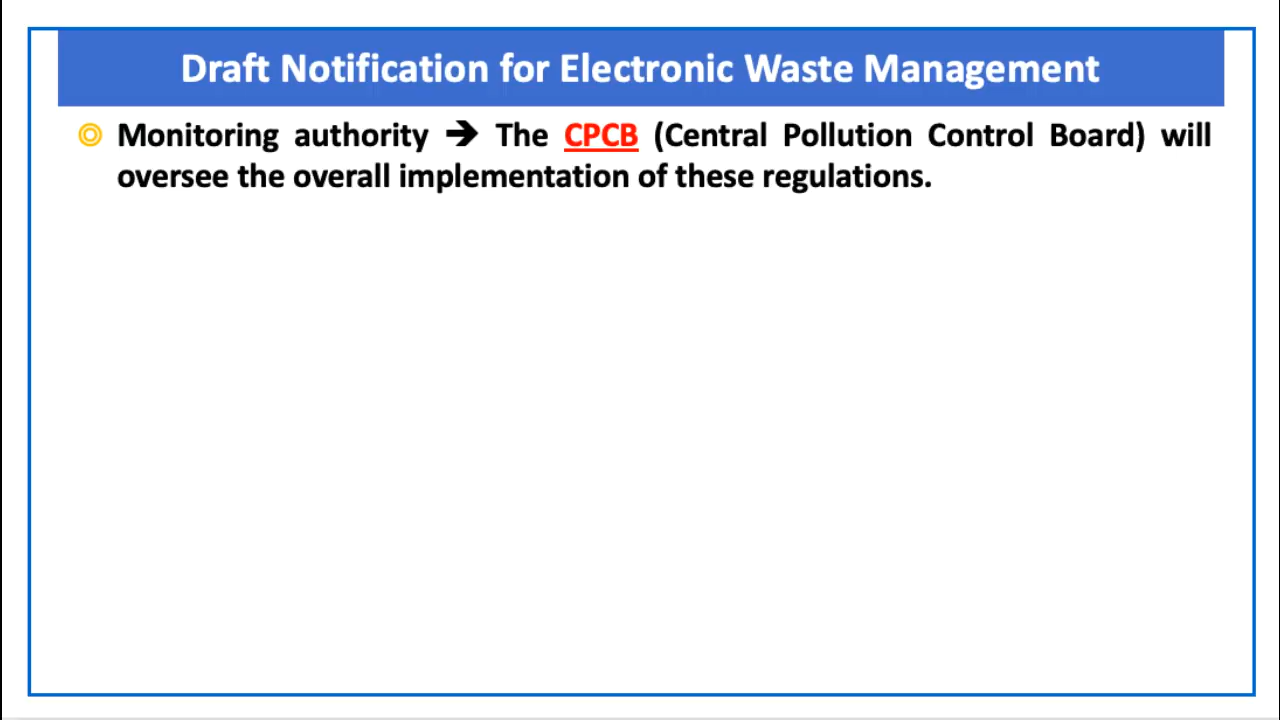 Draft Notification for Electronic Waste Management
◎ Monitoring authority ➔ The CPCB (Central Pollution Control Board) will
oversee the overall implementation of these regulations.